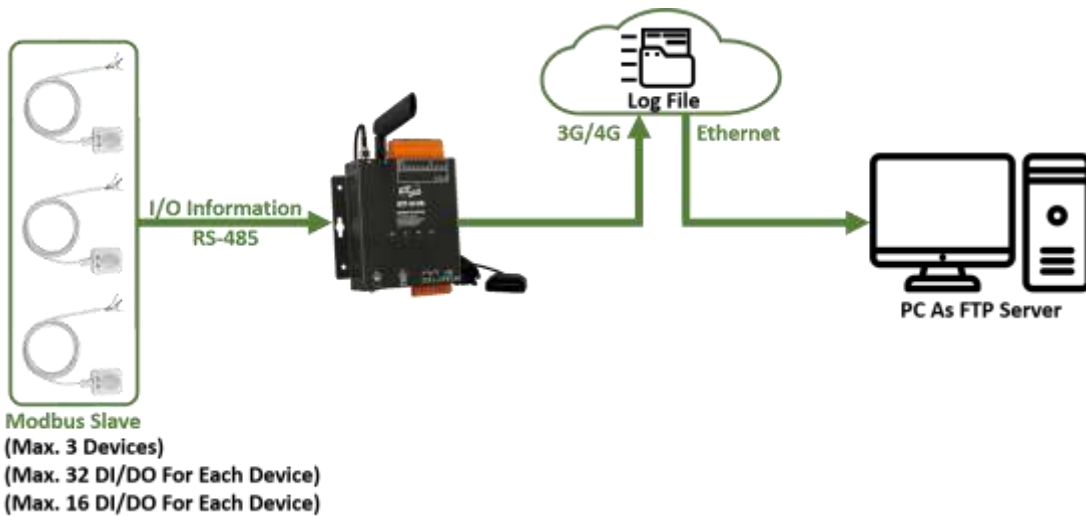 Log File
3G/4G
Ethernet
I/O Information
RS-485
PC As FTP Server
Modbus Slave
(Max. 3 Devices)
(Max. 32 DI/DO For Each Device)
(Max. 16 DI/DO For Each Device)